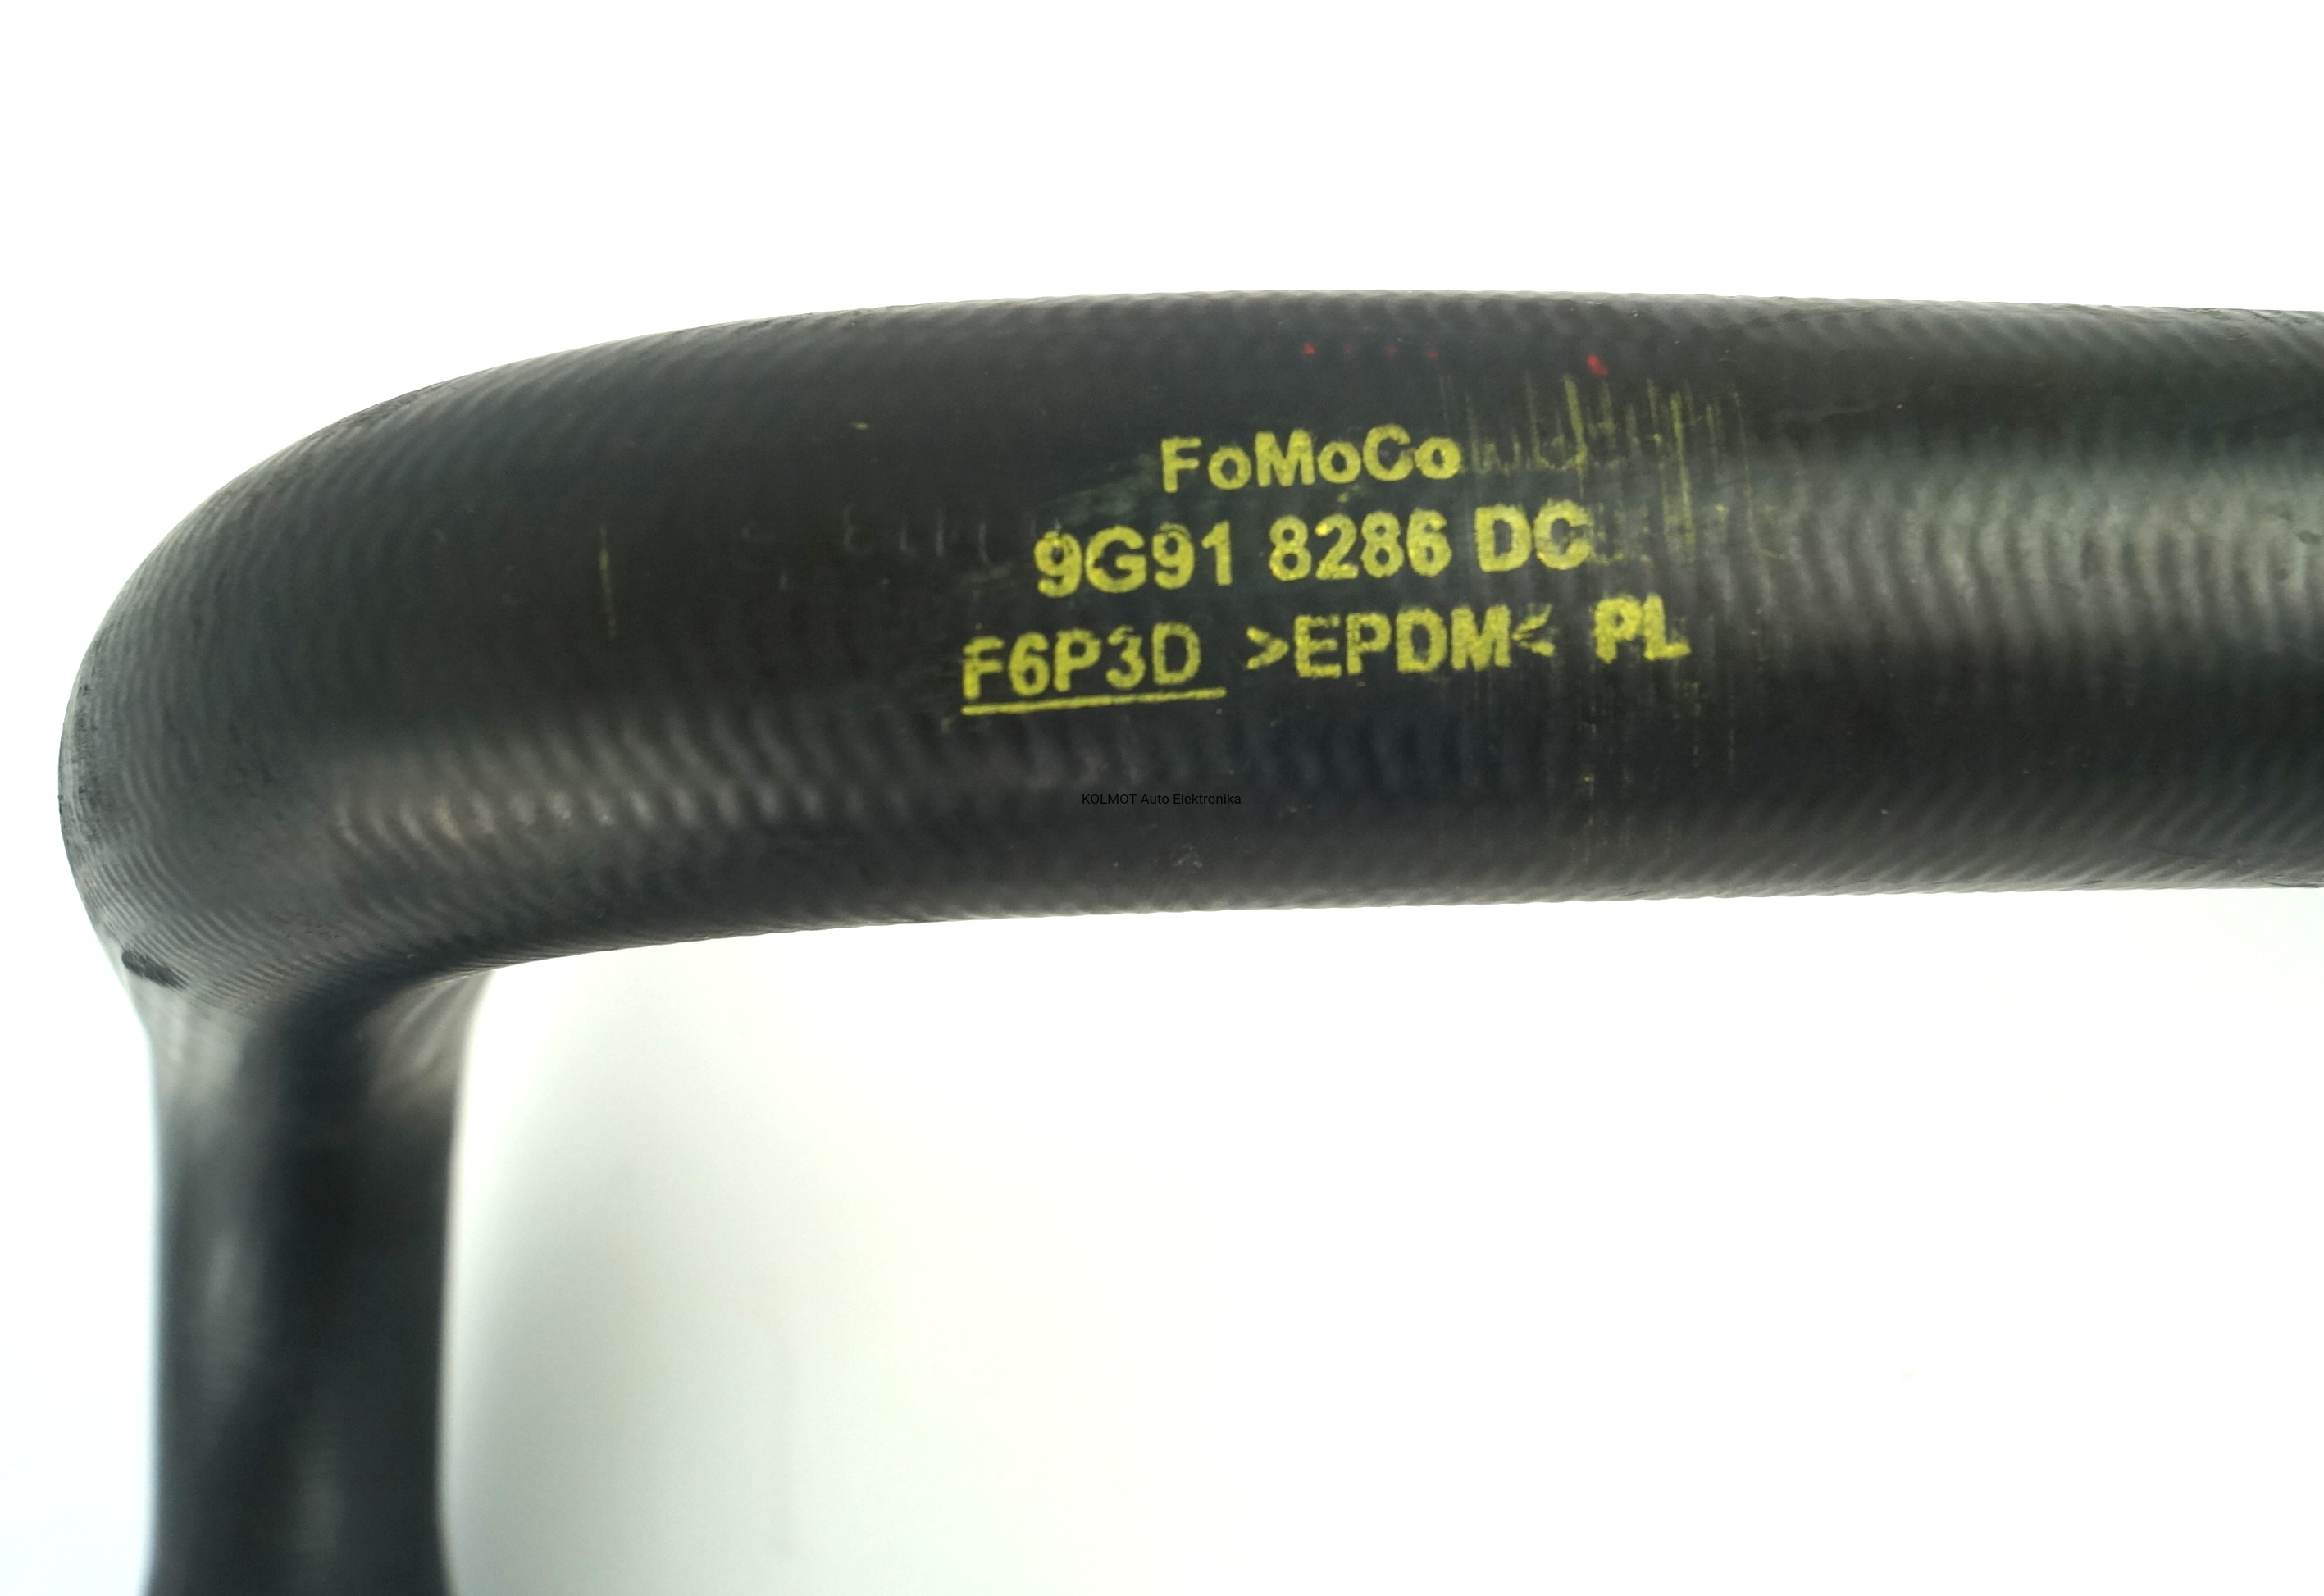 FoMoCo
9G91 8286 DC
F6P3D >EPDM< PL
KOLMOT Auto Elektronika